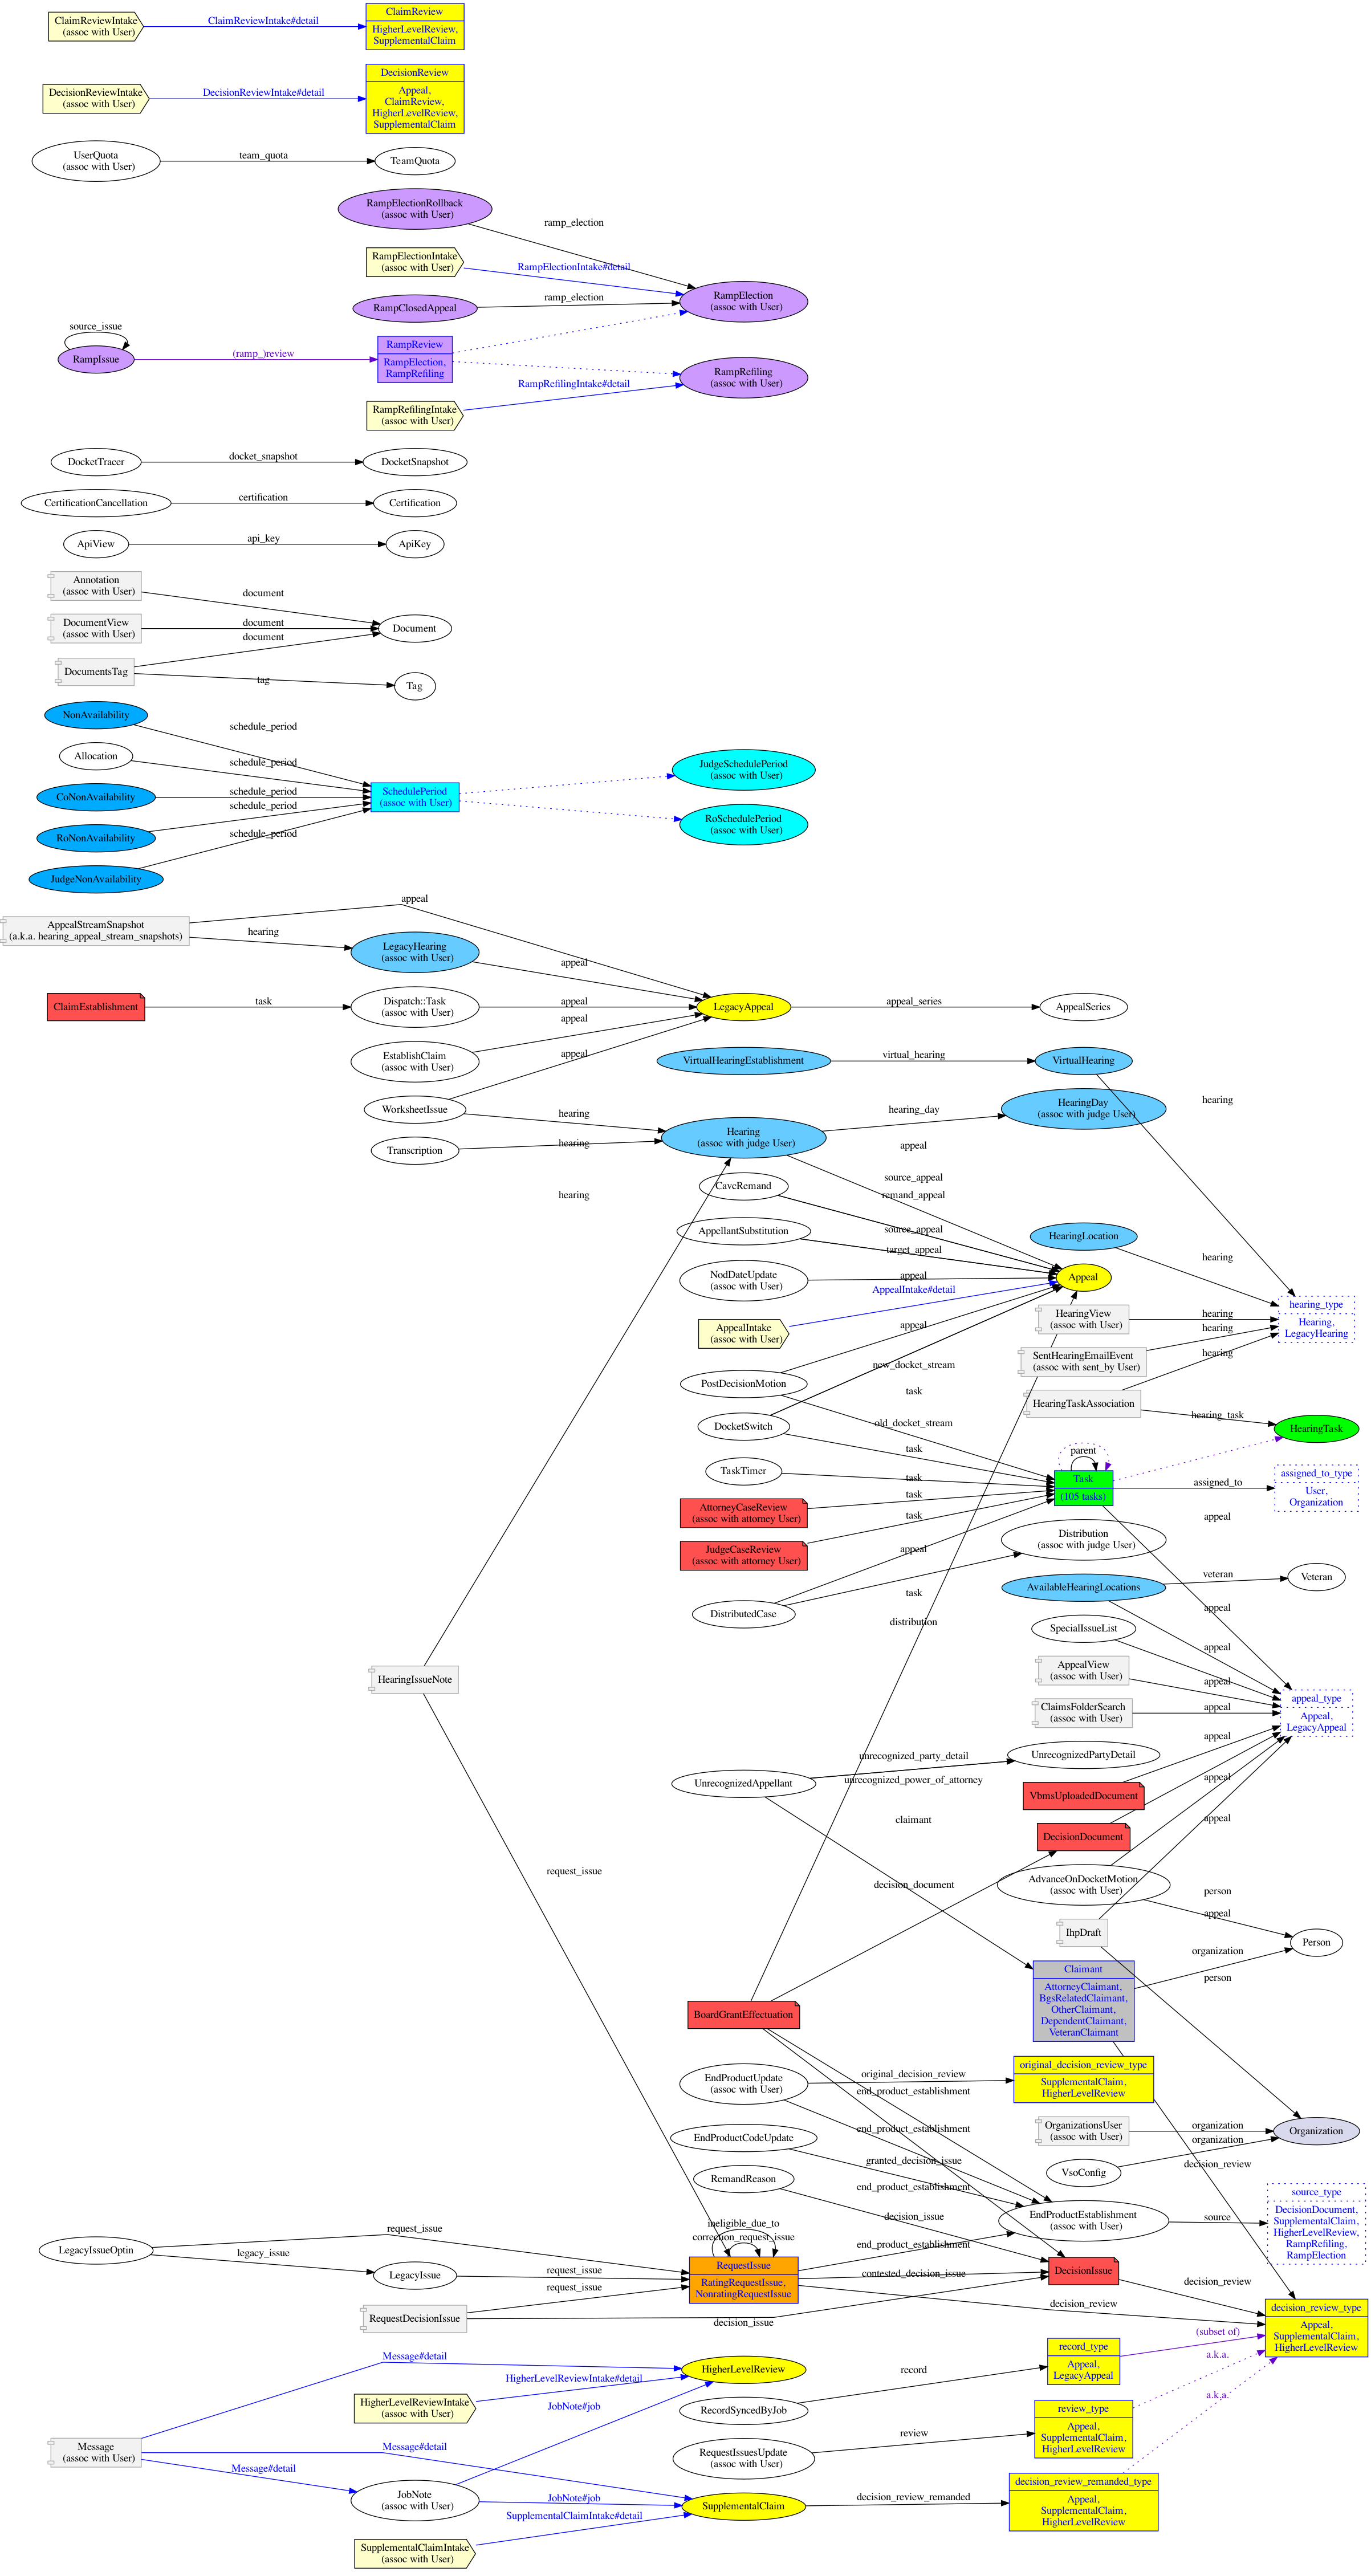 ClaimReviewIntake
(assoc with User)
ClaimReviewIntake#detail
ClaimReview
HigherLevelReview,
SupplementalClaim
DecisionReviewIntake
(assoc with User)
DecisionReviewIntake#detail
DecisionReview
Appeal,
ClaimReview,
HigherLevelReview,
SupplementalClaim
UserQuota
(assoc with User)
team_quota
TeamQuota
RampElectionRollback
(assoc with User)
ramp_election
RampElectionIntake
(assoc with User)
RampElectionIntake#detail
RampElection
(assoc with User)
RampClosedAppeal
ramp_election
source_issue
RampIssue
(ramp_)review
RampReview
RampElection,
RampRefiling
RampRefiling
(assoc with User)
RampRefilingIntake#detail
RampRefilingIntake
(assoc with User)
DocketTracer
docket_snapshot
DocketSnapshot
CertificationCancellation
certification
Certification
ApiView
api_key
ApiKey
Annotation
(assoc with User)
document
DocumentView
(assoc with User)
document
Document
document
DocumentsTag
tag
Tag
NonAvailability
schedule_period
Allocation
schedule_period
CoNonAvailability
schedule_period
SchedulePeriod
(assoc with User)
JudgeSchedulePeriod
(assoc with User)
RoNonAvailability
schedule_period
RoSchedulePeriod
(assoc with User)
schedule_period
JudgeNonAvailability
appeal
AppealStreamSnapshot
(a.k.a. hearing_appeal_stream_snapshots)
hearing
LegacyHearing
(assoc with User)
appeal
ClaimEstablishment
task
Dispatch::Task
(assoc with User)
appeal
LegacyAppeal
appeal_series
AppealSeries
appeal
EstablishClaim
(assoc with User)
appeal
VirtualHearingEstablishment
virtual_hearing
VirtualHearing
hearing
WorksheetIssue
hearing
hearing_day
HearingDay
(assoc with judge User)
Hearing
(assoc with judge User)
Transcription
hearing
appeal
hearing
source_appeal
remand_appeal
CavcRemand
AppellantSubstitution
source_appeal
target_appeal
HearingLocation
hearing
NodDateUpdate
(assoc with User)
appeal
Appeal
AppealIntake#detail
AppealIntake
(assoc with User)
appeal
HearingView
(assoc with User)
hearing
hearing_type
Hearing,
LegacyHearing
hearing
SentHearingEmailEvent
(assoc with sent_by User)
hearing
new_docket_stream
PostDecisionMotion
task
HearingTaskAssociation
hearing_task
HearingTask
DocketSwitch
old_docket_stream
task
parent
TaskTimer
task
Task
(105 tasks)
assigned_to
assigned_to_type
User,
Organization
AttorneyCaseReview
(assoc with attorney User)
task
task
appeal
JudgeCaseReview
(assoc with attorney User)
appeal
Distribution
(assoc with judge User)
veteran
Veteran
AvailableHearingLocations
task
appeal
DistributedCase
distribution
SpecialIssueList
appeal
AppealView
(assoc with User)
appeal
HearingIssueNote
ClaimsFolderSearch
(assoc with User)
appeal
appeal_type
Appeal,
LegacyAppeal
appeal
unrecognized_party_detail
UnrecognizedPartyDetail
UnrecognizedAppellant
unrecognized_power_of_attorney
appeal
VbmsUploadedDocument
claimant
appeal
DecisionDocument
request_issue
decision_document
AdvanceOnDocketMotion
(assoc with User)
person
appeal
IhpDraft
Person
organization
Claimant
AttorneyClaimant,
BgsRelatedClaimant,
OtherClaimant,
DependentClaimant,
VeteranClaimant
person
BoardGrantEffectuation
EndProductUpdate
(assoc with User)
original_decision_review
original_decision_review_type
SupplementalClaim,
HigherLevelReview
end_product_establishment
OrganizationsUser
(assoc with User)
organization
Organization
organization
EndProductCodeUpdate
end_product_establishment
granted_decision_issue
VsoConfig
decision_review
RemandReason
end_product_establishment
decision_issue
EndProductEstablishment
(assoc with User)
source
source_type
DecisionDocument,
SupplementalClaim,
HigherLevelReview,
RampRefiling,
RampElection
LegacyIssueOptin
request_issue
legacy_issue
LegacyIssue
request_issue
request_issue
RequestDecisionIssue
decision_issue
ineligible_due_to
correction_request_issue
RequestIssue
RatingRequestIssue,
NonratingRequestIssue
end_product_establishment
contested_decision_issue
DecisionIssue
decision_review
decision_review
decision_review_type
Appeal,
SupplementalClaim,
HigherLevelReview
Message#detail
HigherLevelReview
HigherLevelReviewIntake#detail
HigherLevelReviewIntake
(assoc with User)
JobNote#job
record
record_type
Appeal,
LegacyAppeal
(subset of)
a.k.a.
RecordSyncedByJob
review_type
Appeal,
SupplementalClaim,
HigherLevelReview
a.k.a.
review
RequestIssuesUpdate
(assoc with User)
Message
(assoc with User)
Message#detail
Message#detail
JobNote
(assoc with User)
JobNote#job
SupplementalClaim
decision_review_remanded
decision_review_remanded_type
Appeal,
SupplementalClaim,
HigherLevelReview
SupplementalClaimIntake#detail
SupplementalClaimIntake
(assoc with User)